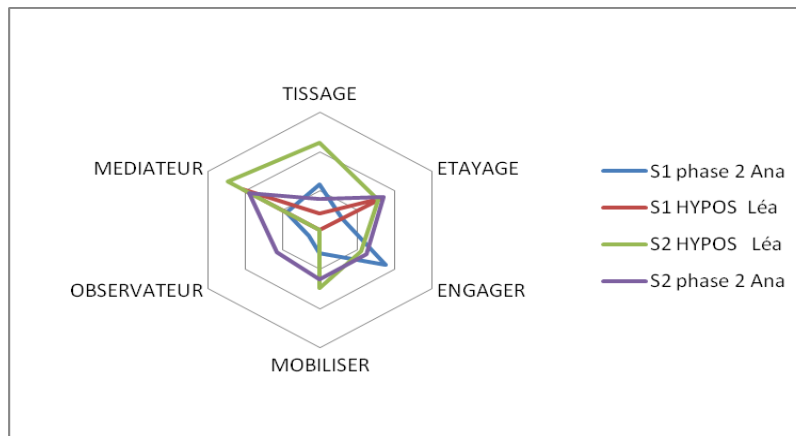 TISSAGE
MEDIATEUR
ETAYAGE
OBSERVATEUR
ENGAGER
MOBILISER
S1 phase 2 Ana
S1 HYPOS Léa
S2 HYPOS Léa
S2 phase 2 Ana